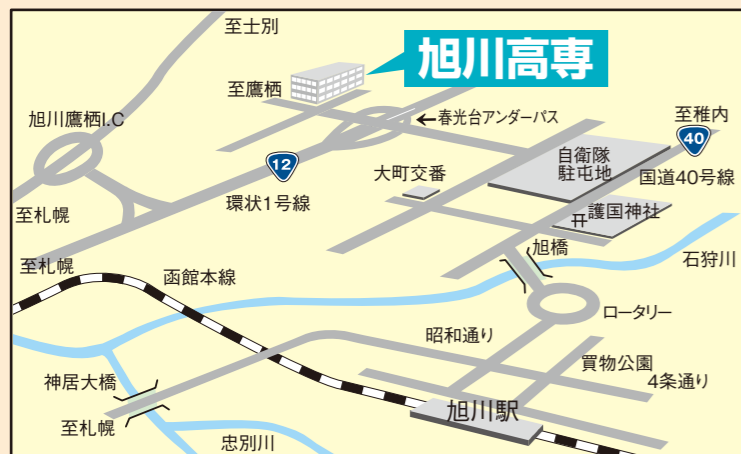 至士別
旭川高専
至鷹栖
旭川鷹栖I.C
←春光台アンダーパス
至稚内
40
国道40号線
自衛隊
駐屯地
大町交番
12
環状1号線
護国神社
至札幌
旭橋
石狩川
至札幌
函館本線
ロータリー
昭和通り
買物公園
4条通り
神居大橋
旭川駅
至札幌
忠別川